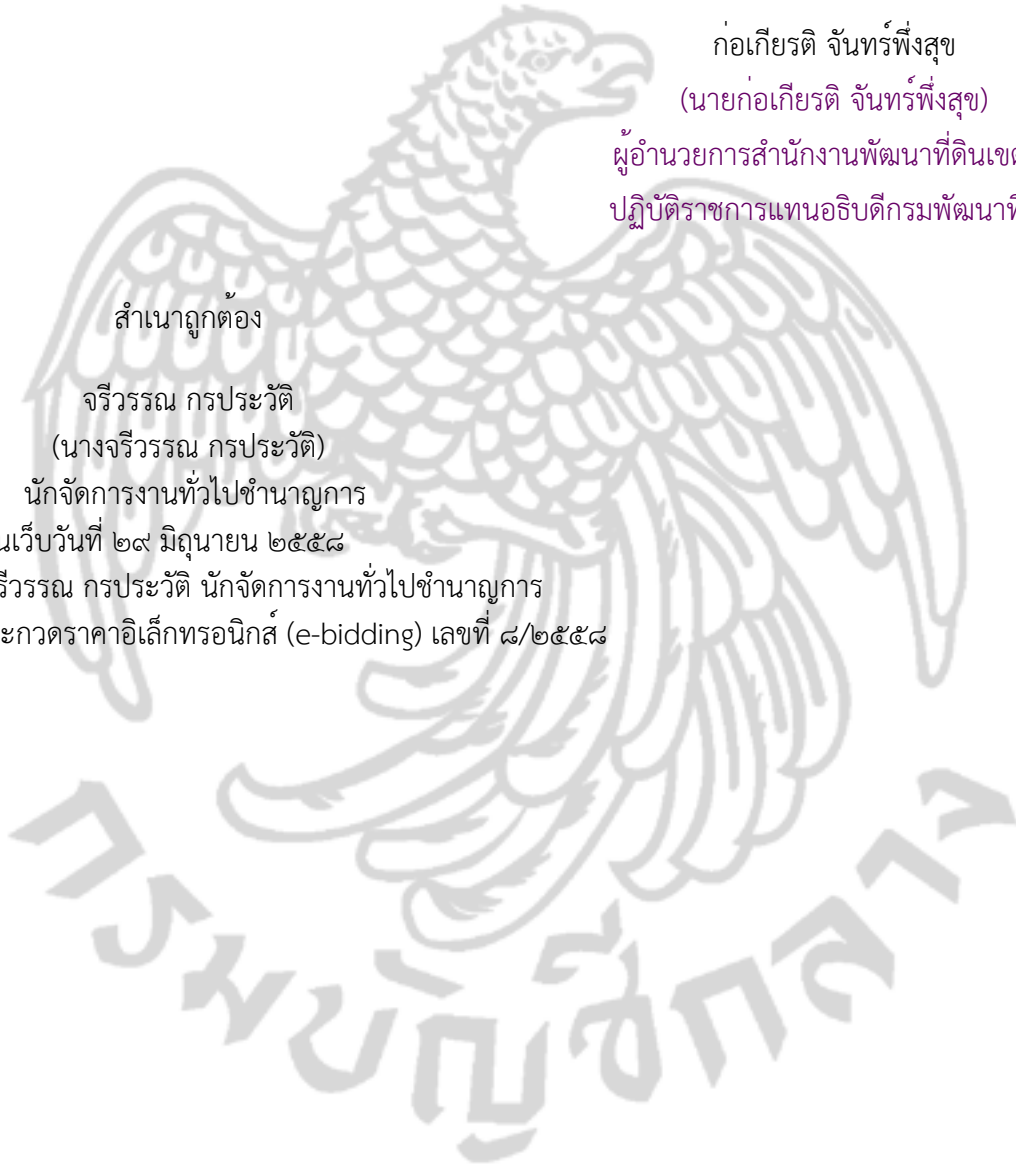 ก่อเกียรติ จันทร์พึ่งสุข
(นายก่อเกียรติ จันทร์พึ่งสุข)
ผู้อำนวยการสำนักงานพัฒนาที่ดินเขต
ปฏิบัติราชการแทนอธิบดีกรมพัฒนาที่
สำเนาถูกต้อง
จรีวรรณ กรประวัติ
(นางจรีวรรณ กรประวัติ)
นักจัดการงานทั่วไปชำนาญการ
นเว็บวันที่ ๒๙ มิถุนายน ๒๕๕๘
รีวรรณ กรประวัติ นักจัดการงานทั่วไปชำนาญการ
ะกวดราคาอิเล็กทรอนิกส์ (e-bidding) เลขที่ ๘/๒๕๕๘
กรมบัญชีกลาง